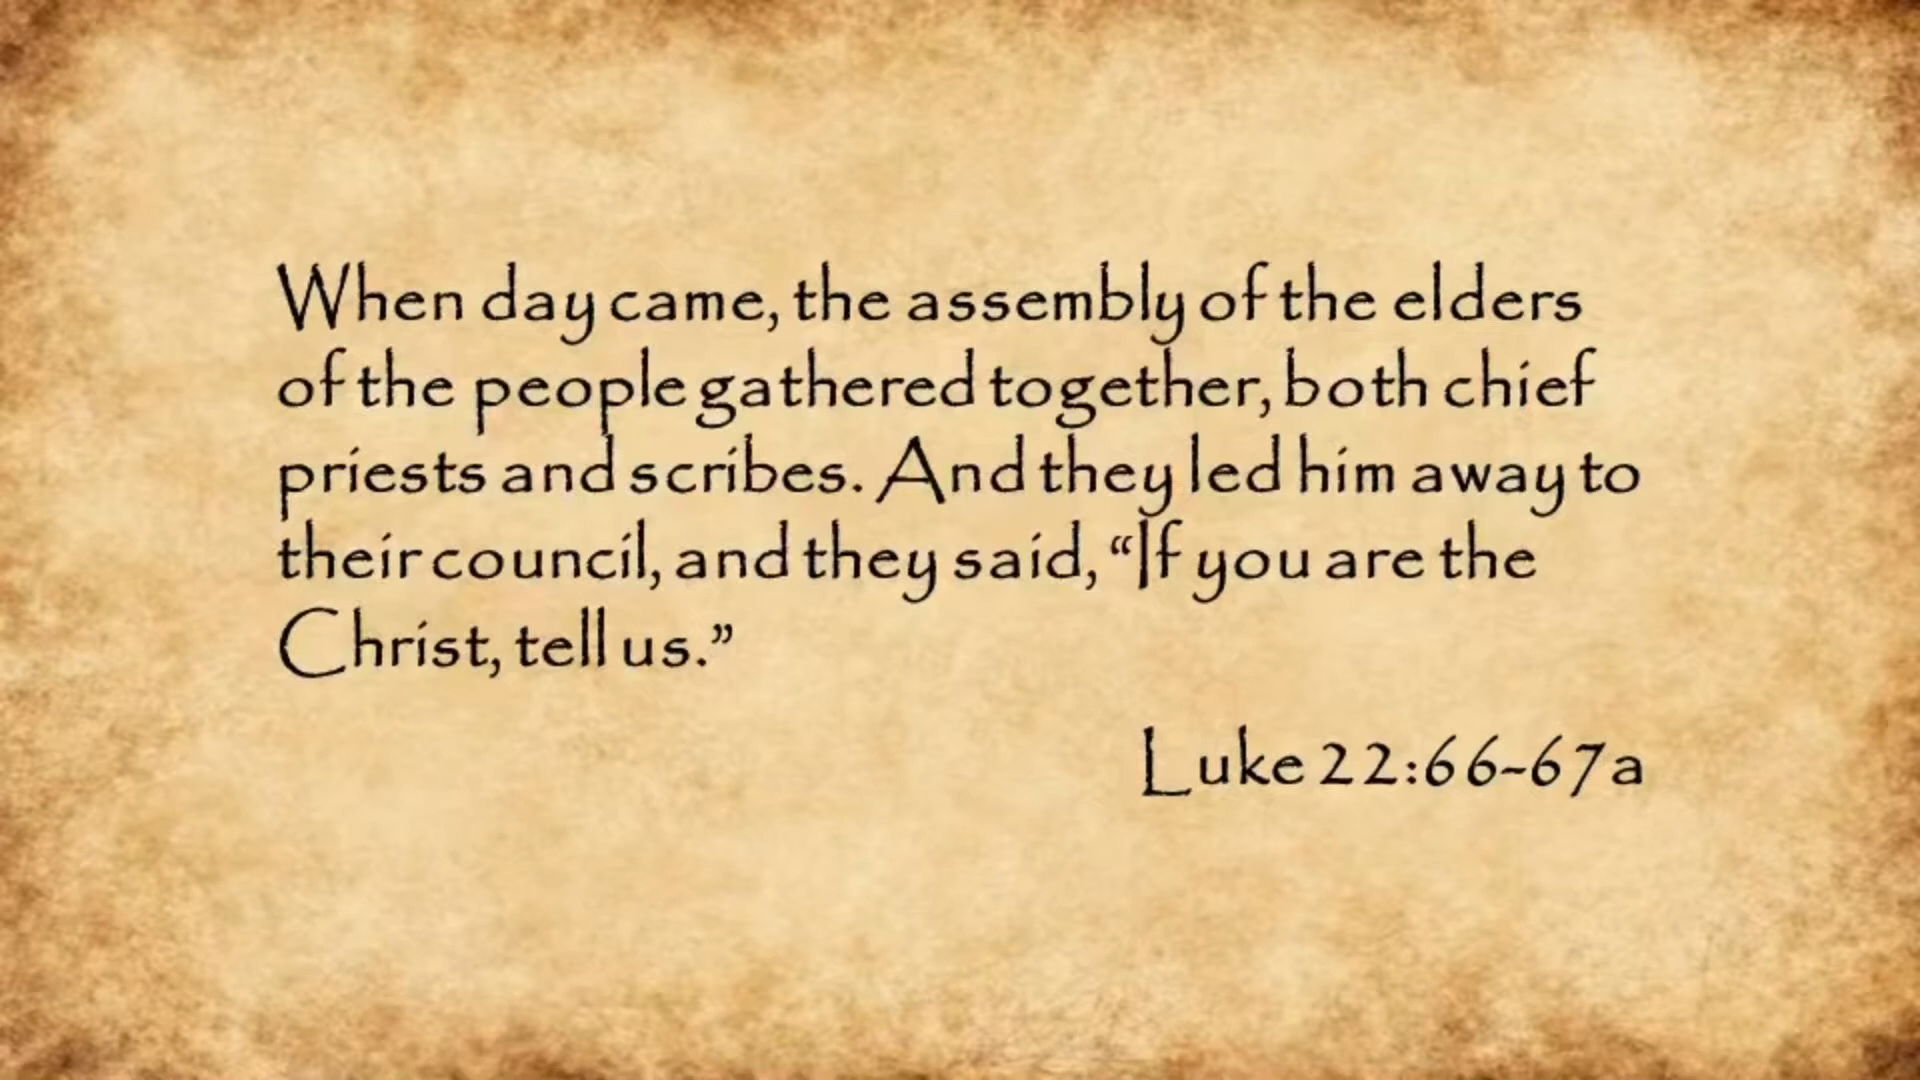 When day came, the assembly of the elders
of the people gathered together, both chief
priests and scribes. And they led him away to
their council, and they said, “If you are the
Christ, tell us.”
Luke 22:66-67a